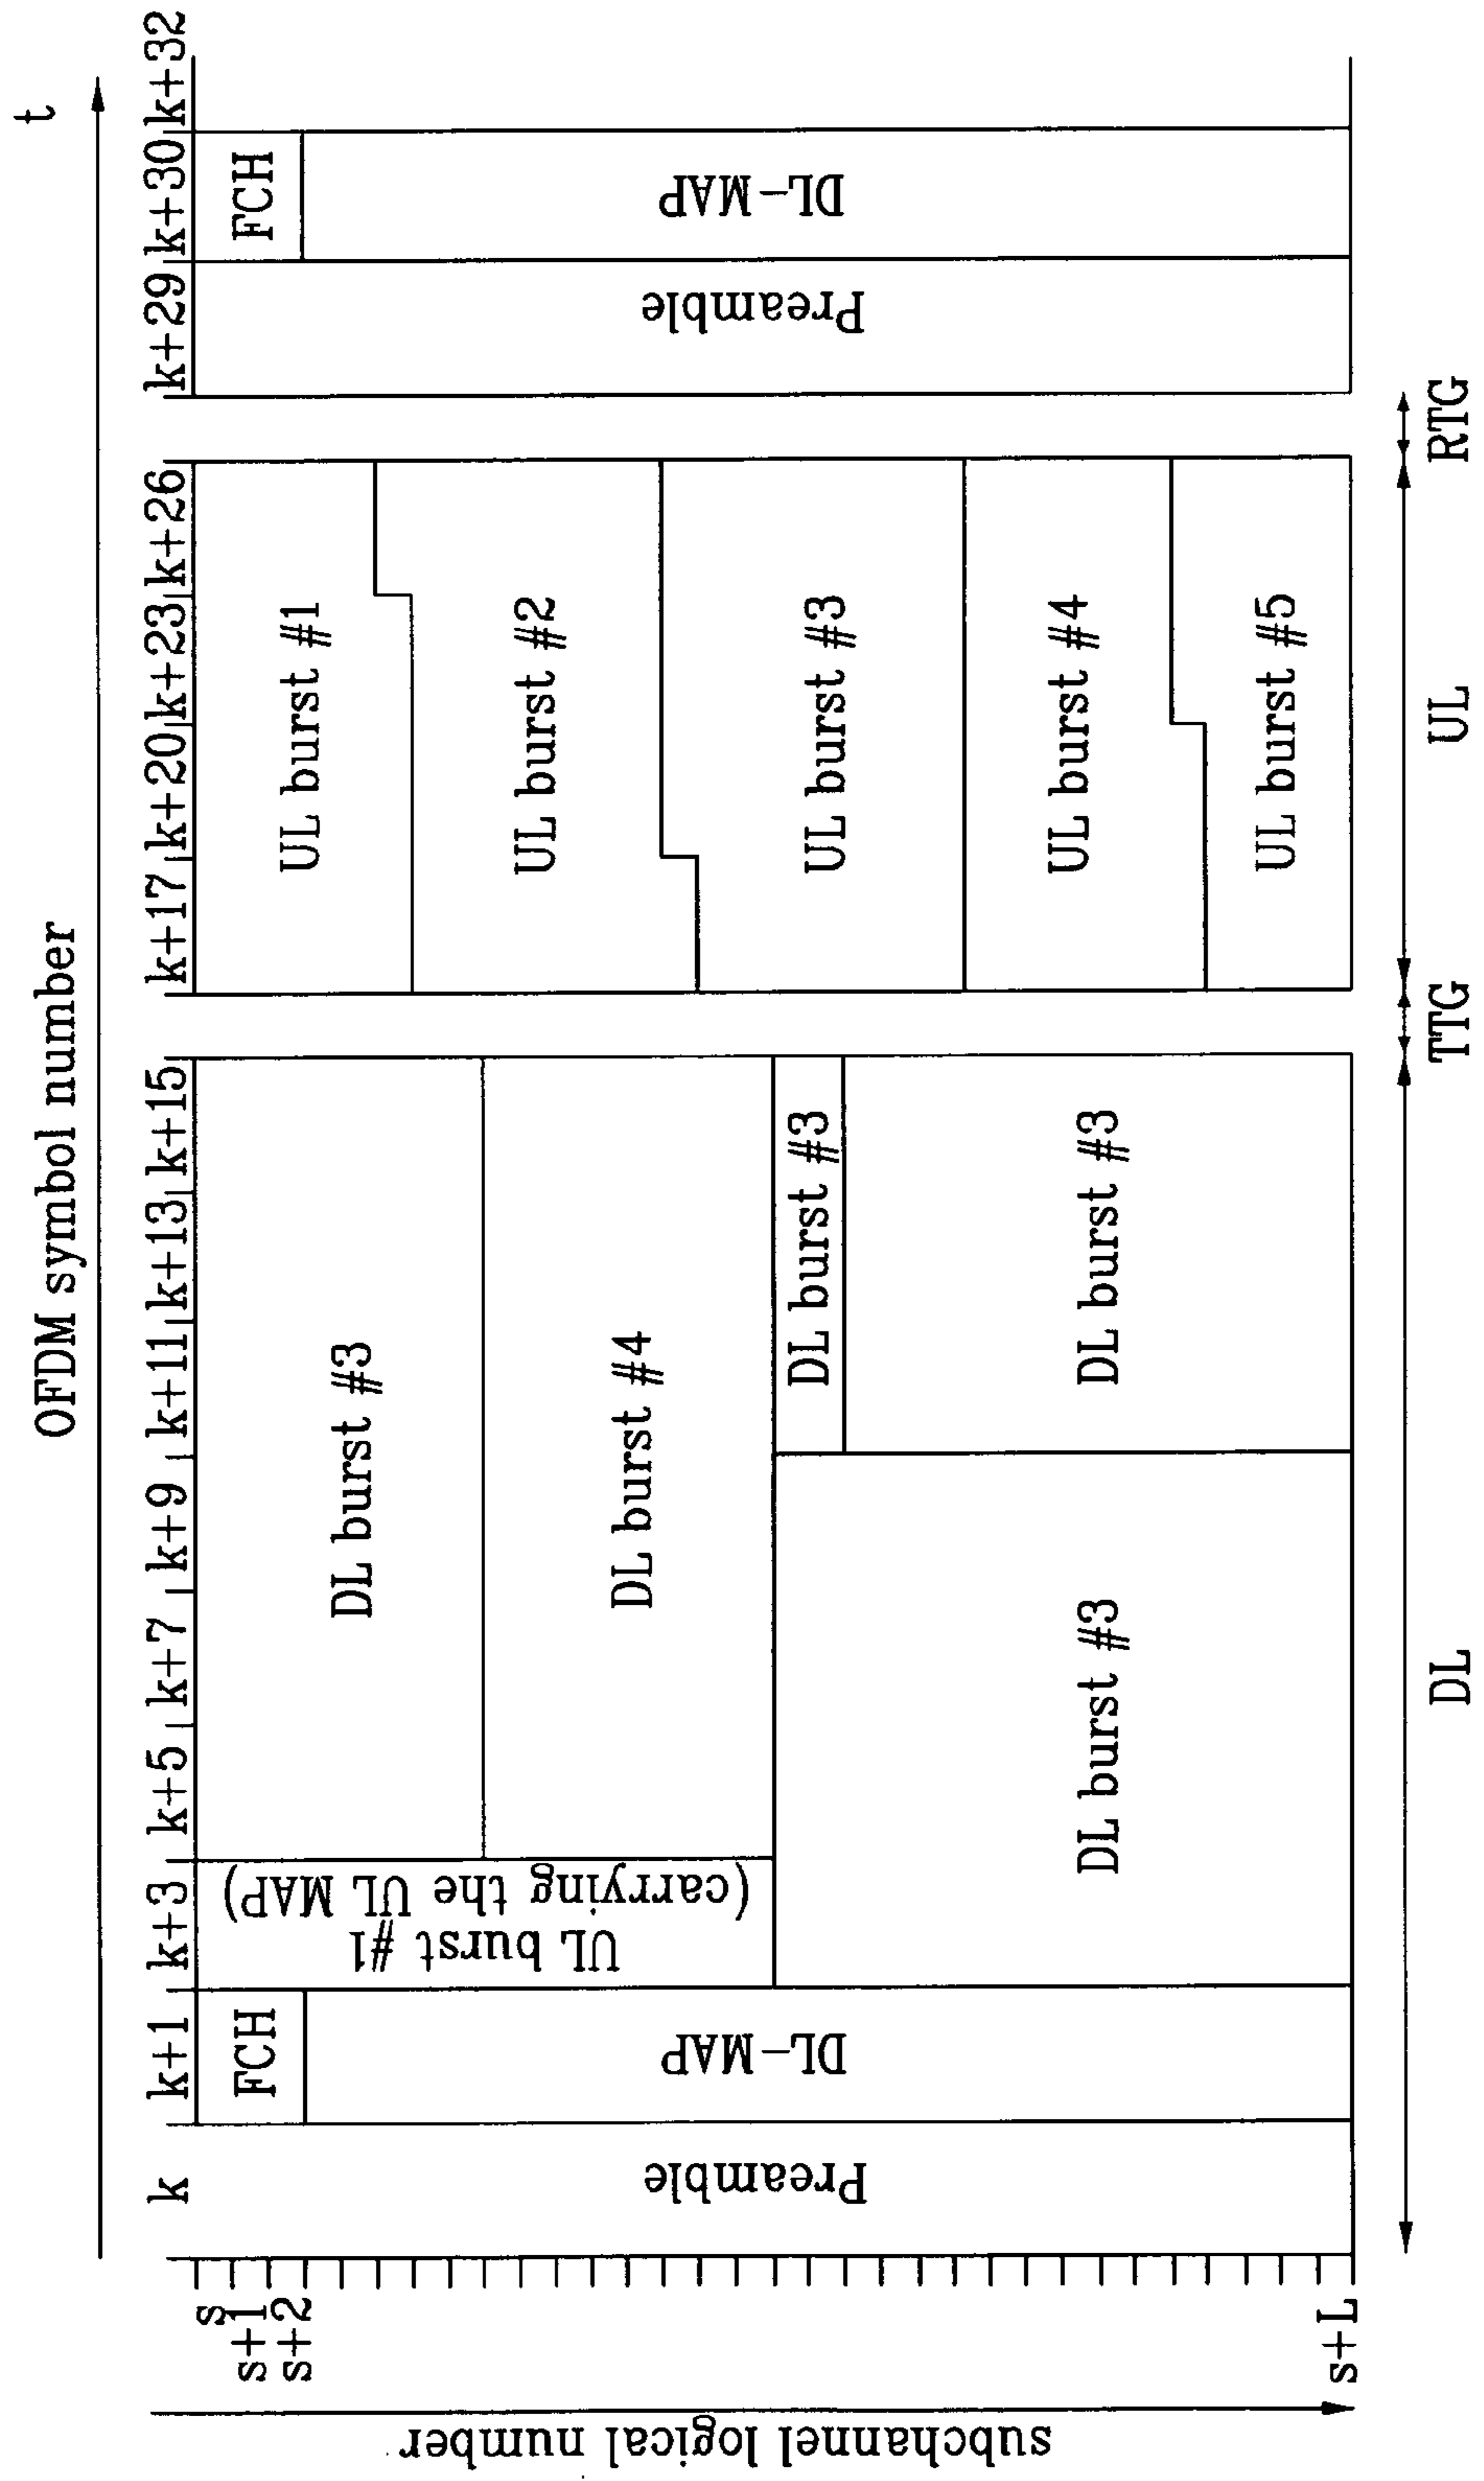 OFDM symbol number
t
k k+1 k+3 k+5 k+7 k+9 k+11 k+13 k+15 k+17 k+20 k+23 k+26 k+29 k+30 k+32
s
s+1
s+2
s+L
subchannel logical number
Preamble
FCH
DL-MAP
UL burst #1
(carrying the UL MAP)
DL burst #3
DL burst #4
DL burst #3
DL burst #3
DL burst #3
UL burst #1
UL burst #2
UL burst #3
UL burst #4
UL burst #5
Preamble
FCH
DL-MAP
DL
TTG
UL
RTG